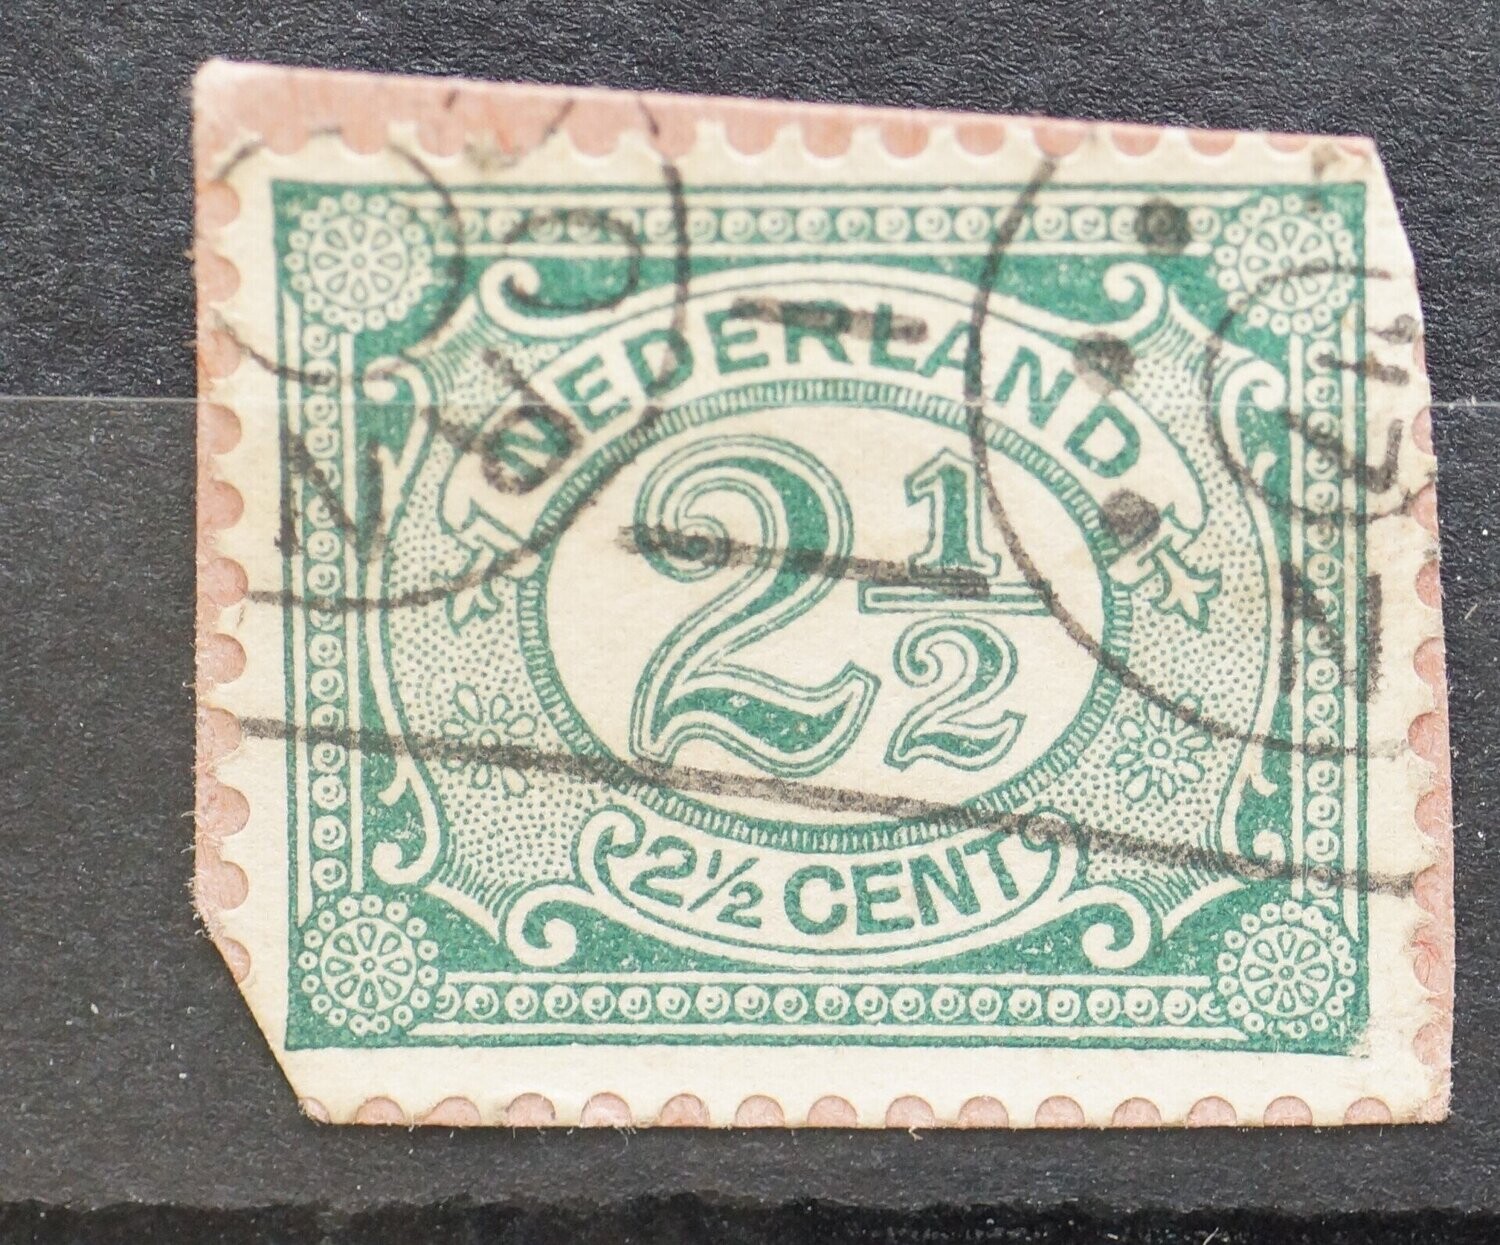 NEDERLAND
2 1/2
2½ CENT